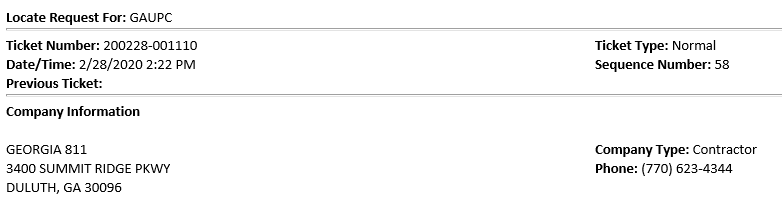 Locate Request For: GAUPC
Ticket Number: 200228-001110 Ticket Type: Normal
Date/Time: 2/28/2020 2:22 PM Sequence Number: 58
Previous Ticket:
Company Information
GEORGIA 811 Company Type: Contractor
3400 SUMMIT RIDGE PKWY Phone: (770) 623-4344
DULUTH, GA 30096